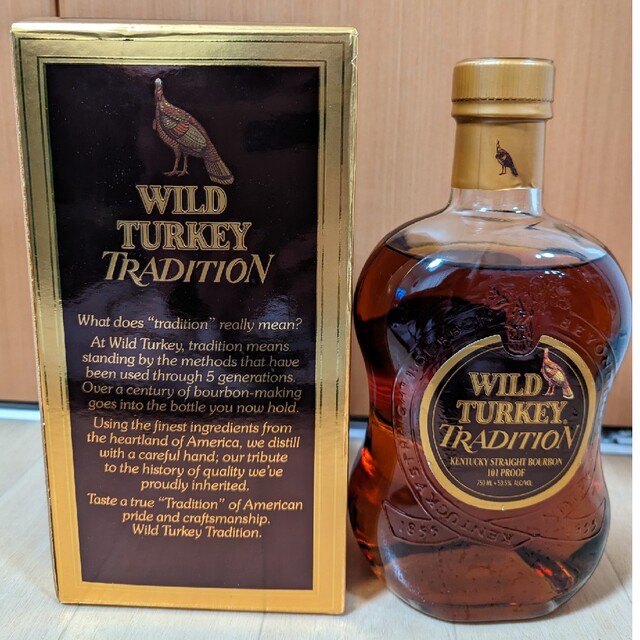 WILD
TURKEY
TRADITION
What does "tradition" really mean?
At Wild Turkey, tradition means
standing by the methods that have
been used through 5 generations.
Over a century of bourbon-making
goes into the bottle you now hold.
Using the finest ingredients from
the heartland of America, we distill
with a careful hand; our tribute
to the history of quality we've
proudly inherited.
Taste a true "Tradition" of American
pride and craftsmanship.
Wild Turkey Tradition.
WILD
TURKEY
TRADITION
KENTUCKY STRAIGHT BOURBON
101 PROOF
750 ML • 50.5% ALC/VOL
BEYOND
1855
KENTUCKY